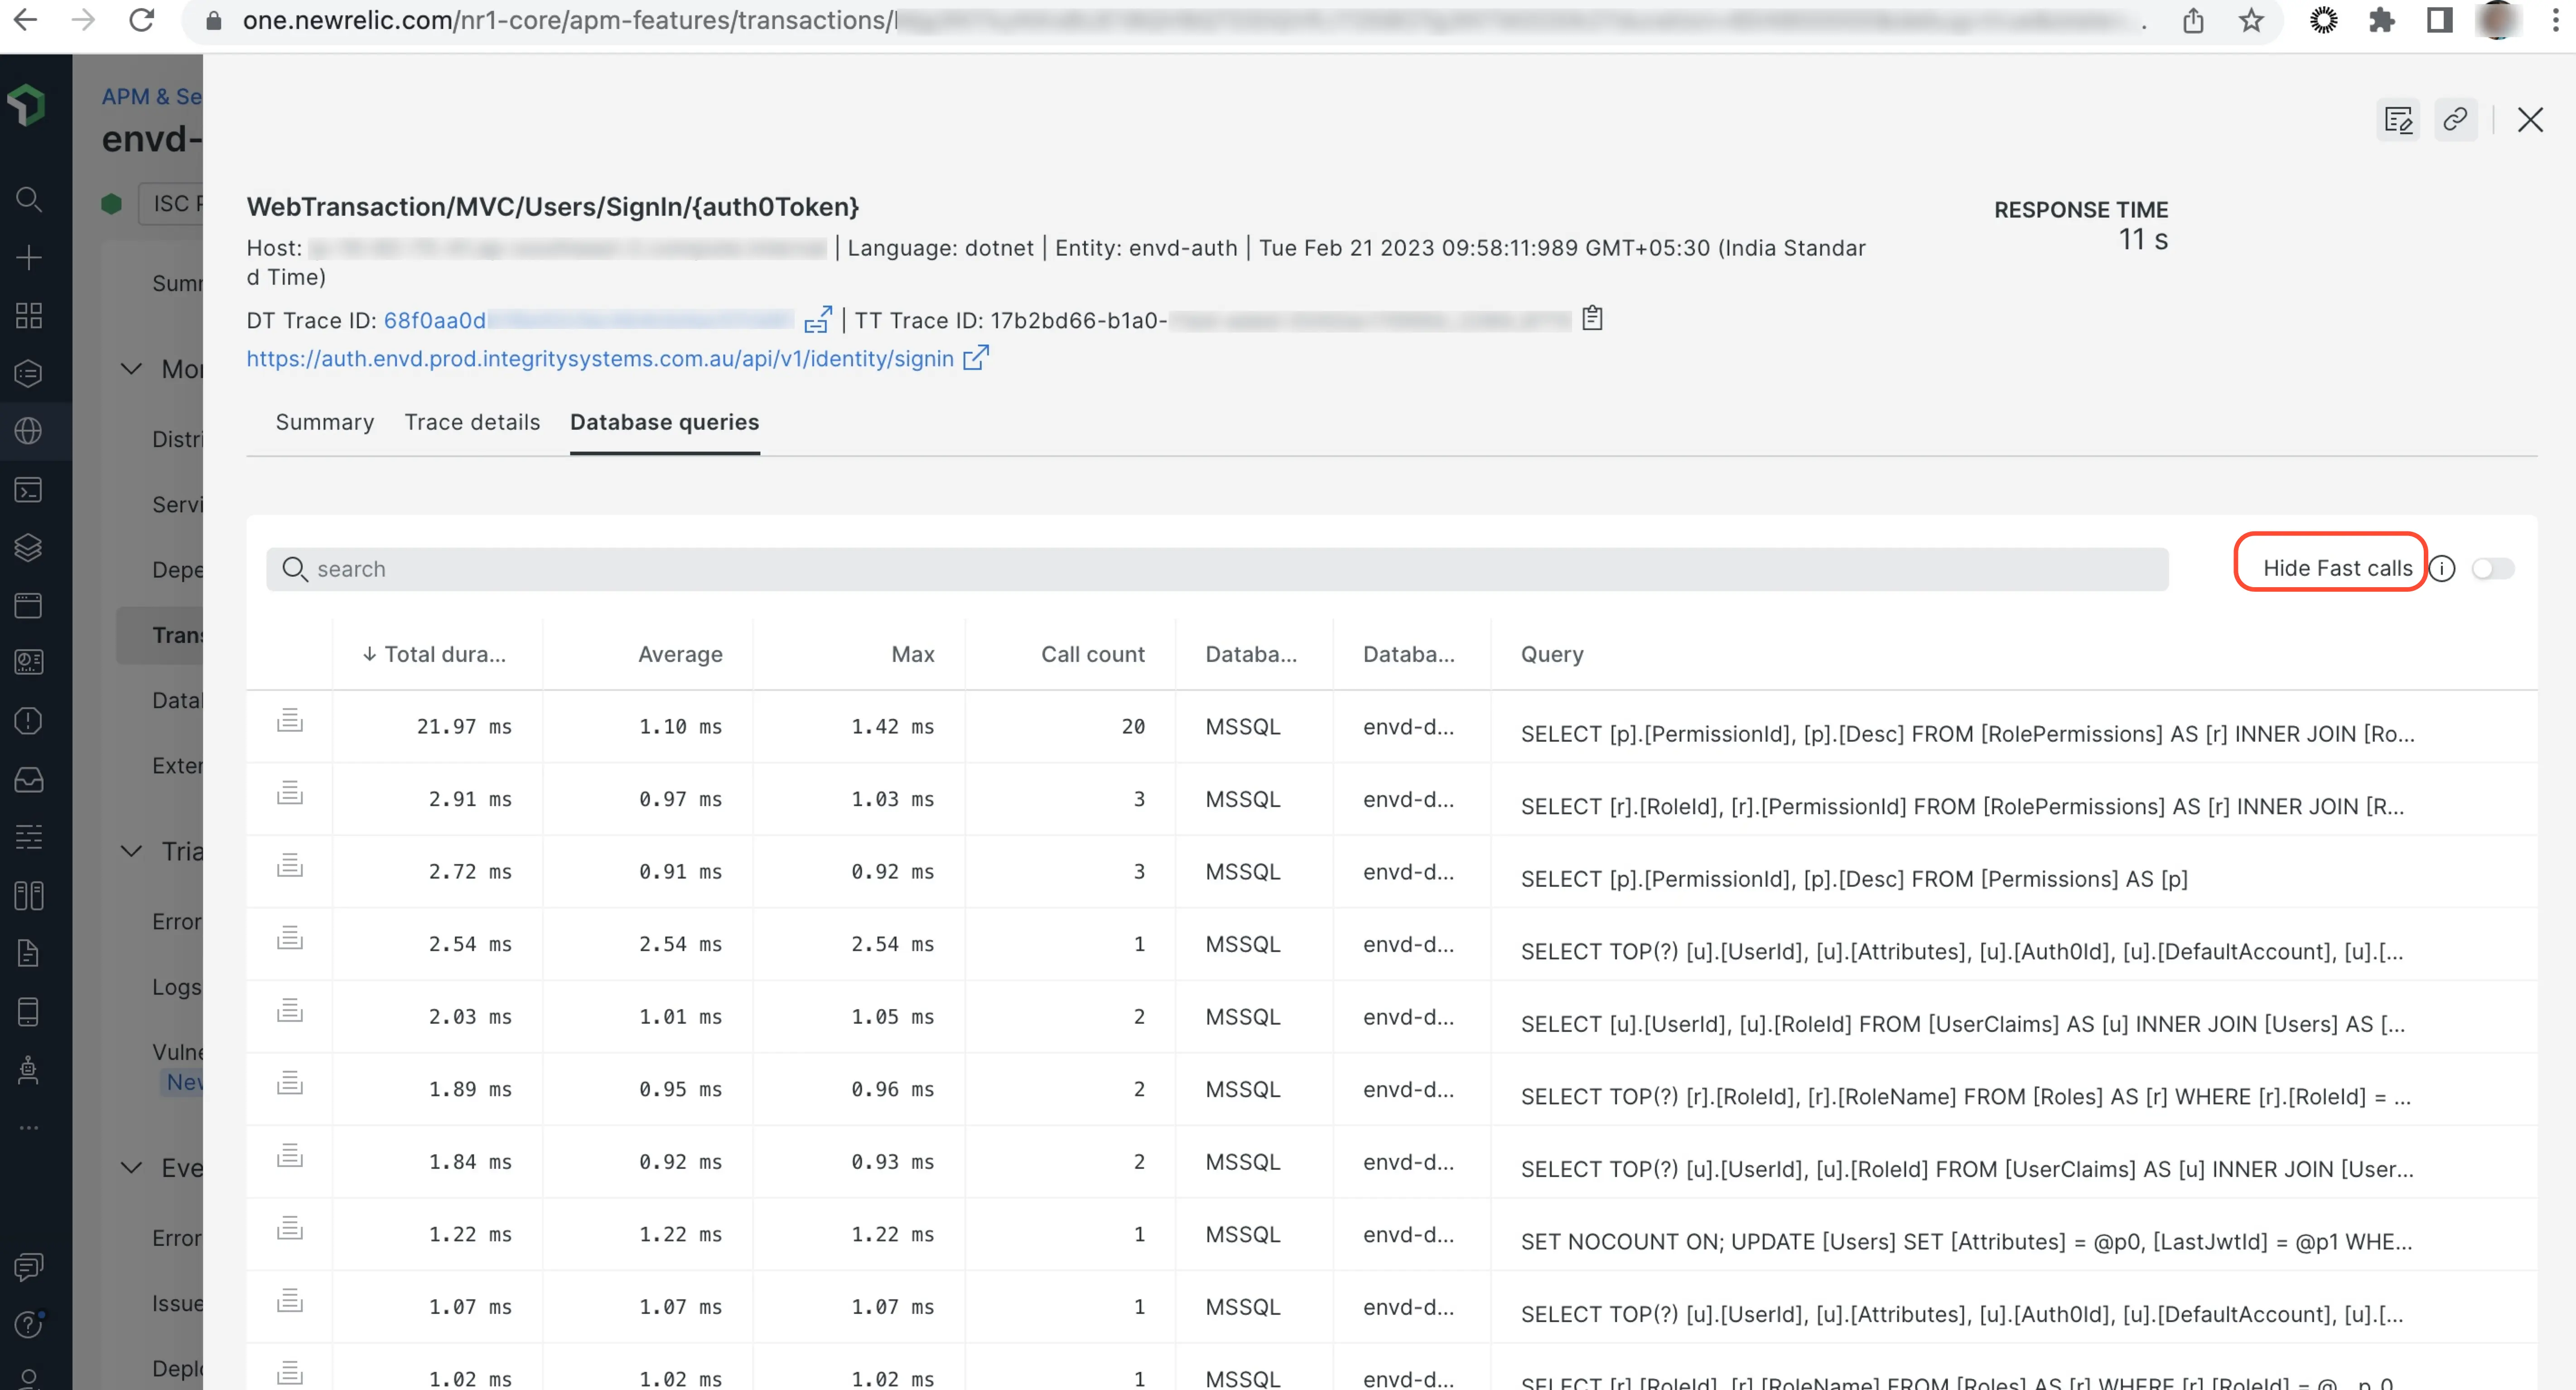 one.newrelic.com/nr1-core/apm-features/transactions/
APM & Se
envd-
ISC
Sum
Mo
Distri
Servi
Depe
Trans
Data
Exter
Tria
Error
Logs
Vulne
Nev
Eve
Error
Issue
Depl
WebTransaction/MVC/Users/SignIn/{auth0Token}
Host: | Language: dotnet | Entity: envd-auth | Tue Feb 21 2023 09:58:11:989 GMT+05:30 (India Standar
d Time)
RESPONSE TIME
11 s
DT Trace ID: 68f0aa0d | TT Trace ID: 17b2bd66-b1a0-
https://auth.envd.prod.integritysystems.com.au/api/v1/identity/signin
Summary Trace details Database queries
search Hide Fast calls
↓ Total dura... Average Max Call count Databa... Databa... Query
21.97 ms 1.10 ms 1.42 ms 20 MSSQL envd-d... SELECT [p].[PermissionId], [p].[Desc] FROM [RolePermissions] AS [r] INNER JOIN [Ro...
2.91 ms 0.97 ms 1.03 ms 3 MSSQL envd-d... SELECT [r].[RoleId], [r].[PermissionId] FROM [RolePermissions] AS [r] INNER JOIN [R...
2.72 ms 0.91 ms 0.92 ms 3 MSSQL envd-d... SELECT [p].[PermissionId], [p].[Desc] FROM [Permissions] AS [p]
2.54 ms 2.54 ms 2.54 ms 1 MSSQL envd-d... SELECT TOP(?) [u].[UserId], [u].[Attributes], [u].[Auth0Id], [u].[DefaultAccount], [u].[...
2.03 ms 1.01 ms 1.05 ms 2 MSSQL envd-d... SELECT [u].[UserId], [u].[RoleId] FROM [UserClaims] AS [u] INNER JOIN [Users] AS [...
1.89 ms 0.95 ms 0.96 ms 2 MSSQL envd-d... SELECT TOP(?) [r].[RoleId], [r].[RoleName] FROM [Roles] AS [r] WHERE [r].[RoleId] = ...
1.84 ms 0.92 ms 0.93 ms 2 MSSQL envd-d... SELECT TOP(?) [u].[UserId], [u].[RoleId] FROM [UserClaims] AS [u] INNER JOIN [User...
1.22 ms 1.22 ms 1.22 ms 1 MSSQL envd-d... SET NOCOUNT ON; UPDATE [Users] SET [Attributes] = @p0, [LastJwtId] = @p1 WHE...
1.07 ms 1.07 ms 1.07 ms 1 MSSQL envd-d... SELECT TOP(?) [u].[UserId], [u].[Attributes], [u].[Auth0Id], [u].[DefaultAccount], [u].[...
1.02 ms 1.02 ms 1.02 ms 1 MSSQL envd-d... SELECT [r].[RoleId], [r].[RoleName] FROM [Roles] AS [r] WHERE [r].[RoleId] = @__p_0